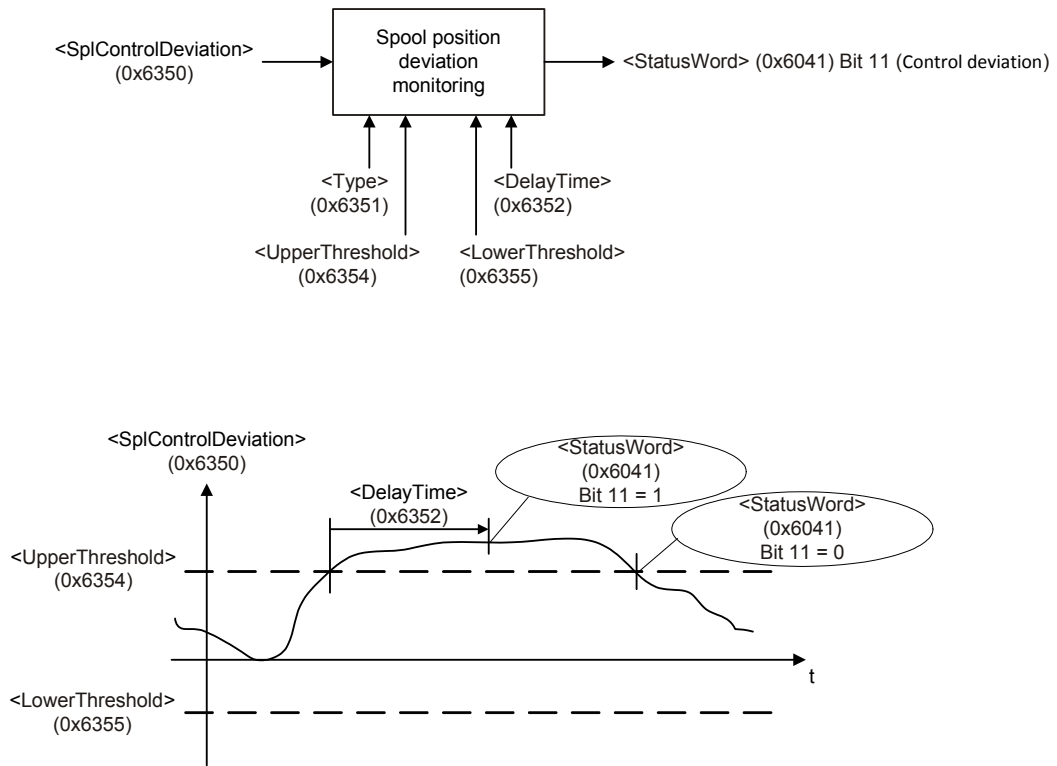 <SplControlDeviation>
(0x6350)
Spool position
deviation
monitoring
<StatusWord> (0x6041) Bit 11 (Control deviation)
<Type>
(0x6351)
<DelayTime>
(0x6352)
<UpperThreshold>
(0x6354)
<LowerThreshold>
(0x6355)
<SplControlDeviation>
(0x6350)
<StatusWord>
(0x6041)
Bit 11 = 1
<DelayTime>
(0x6352)
<StatusWord>
(0x6041)
Bit 11 = 0
<UpperThreshold>
(0x6354)
t
<LowerThreshold>
(0x6355)